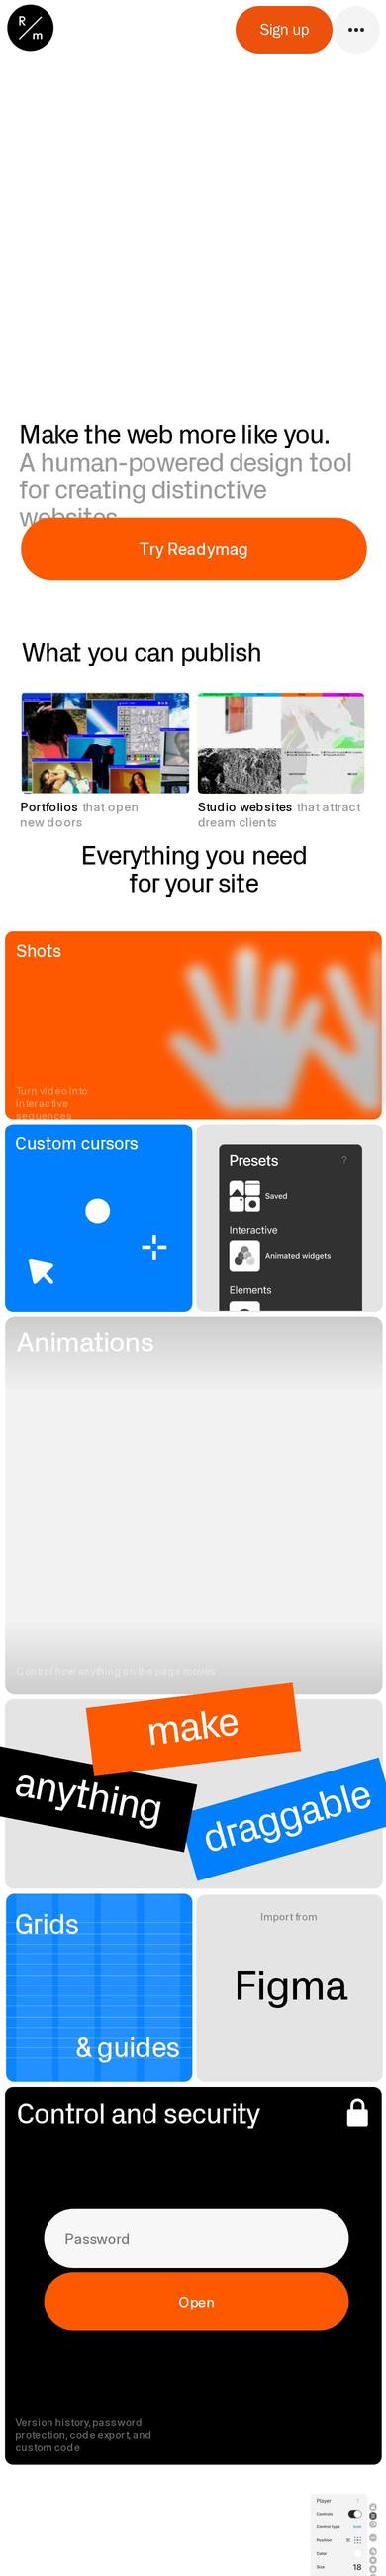 R
m
Sign up
Make the web more like you.
A human-powered design tool
for creating distinctive
websites
Try Readymag
What you can publish
Portfolios that open
new doors
Studio websites that attract
dream clients
Everything you need
for your site
Shots
Turn video into
interactive
sequences
Custom cursors
Presets
?
Saved
Interactive
Animated widgets
Elements
Animations
Control how anything on the page moves
make
anything
draggable
Grids
& guides
Import from
Figma
Control and security
Password
Open
Version history, password
protection, code export, and
custom code
Player
?
Controls
Control type
Position
Color
Size
18